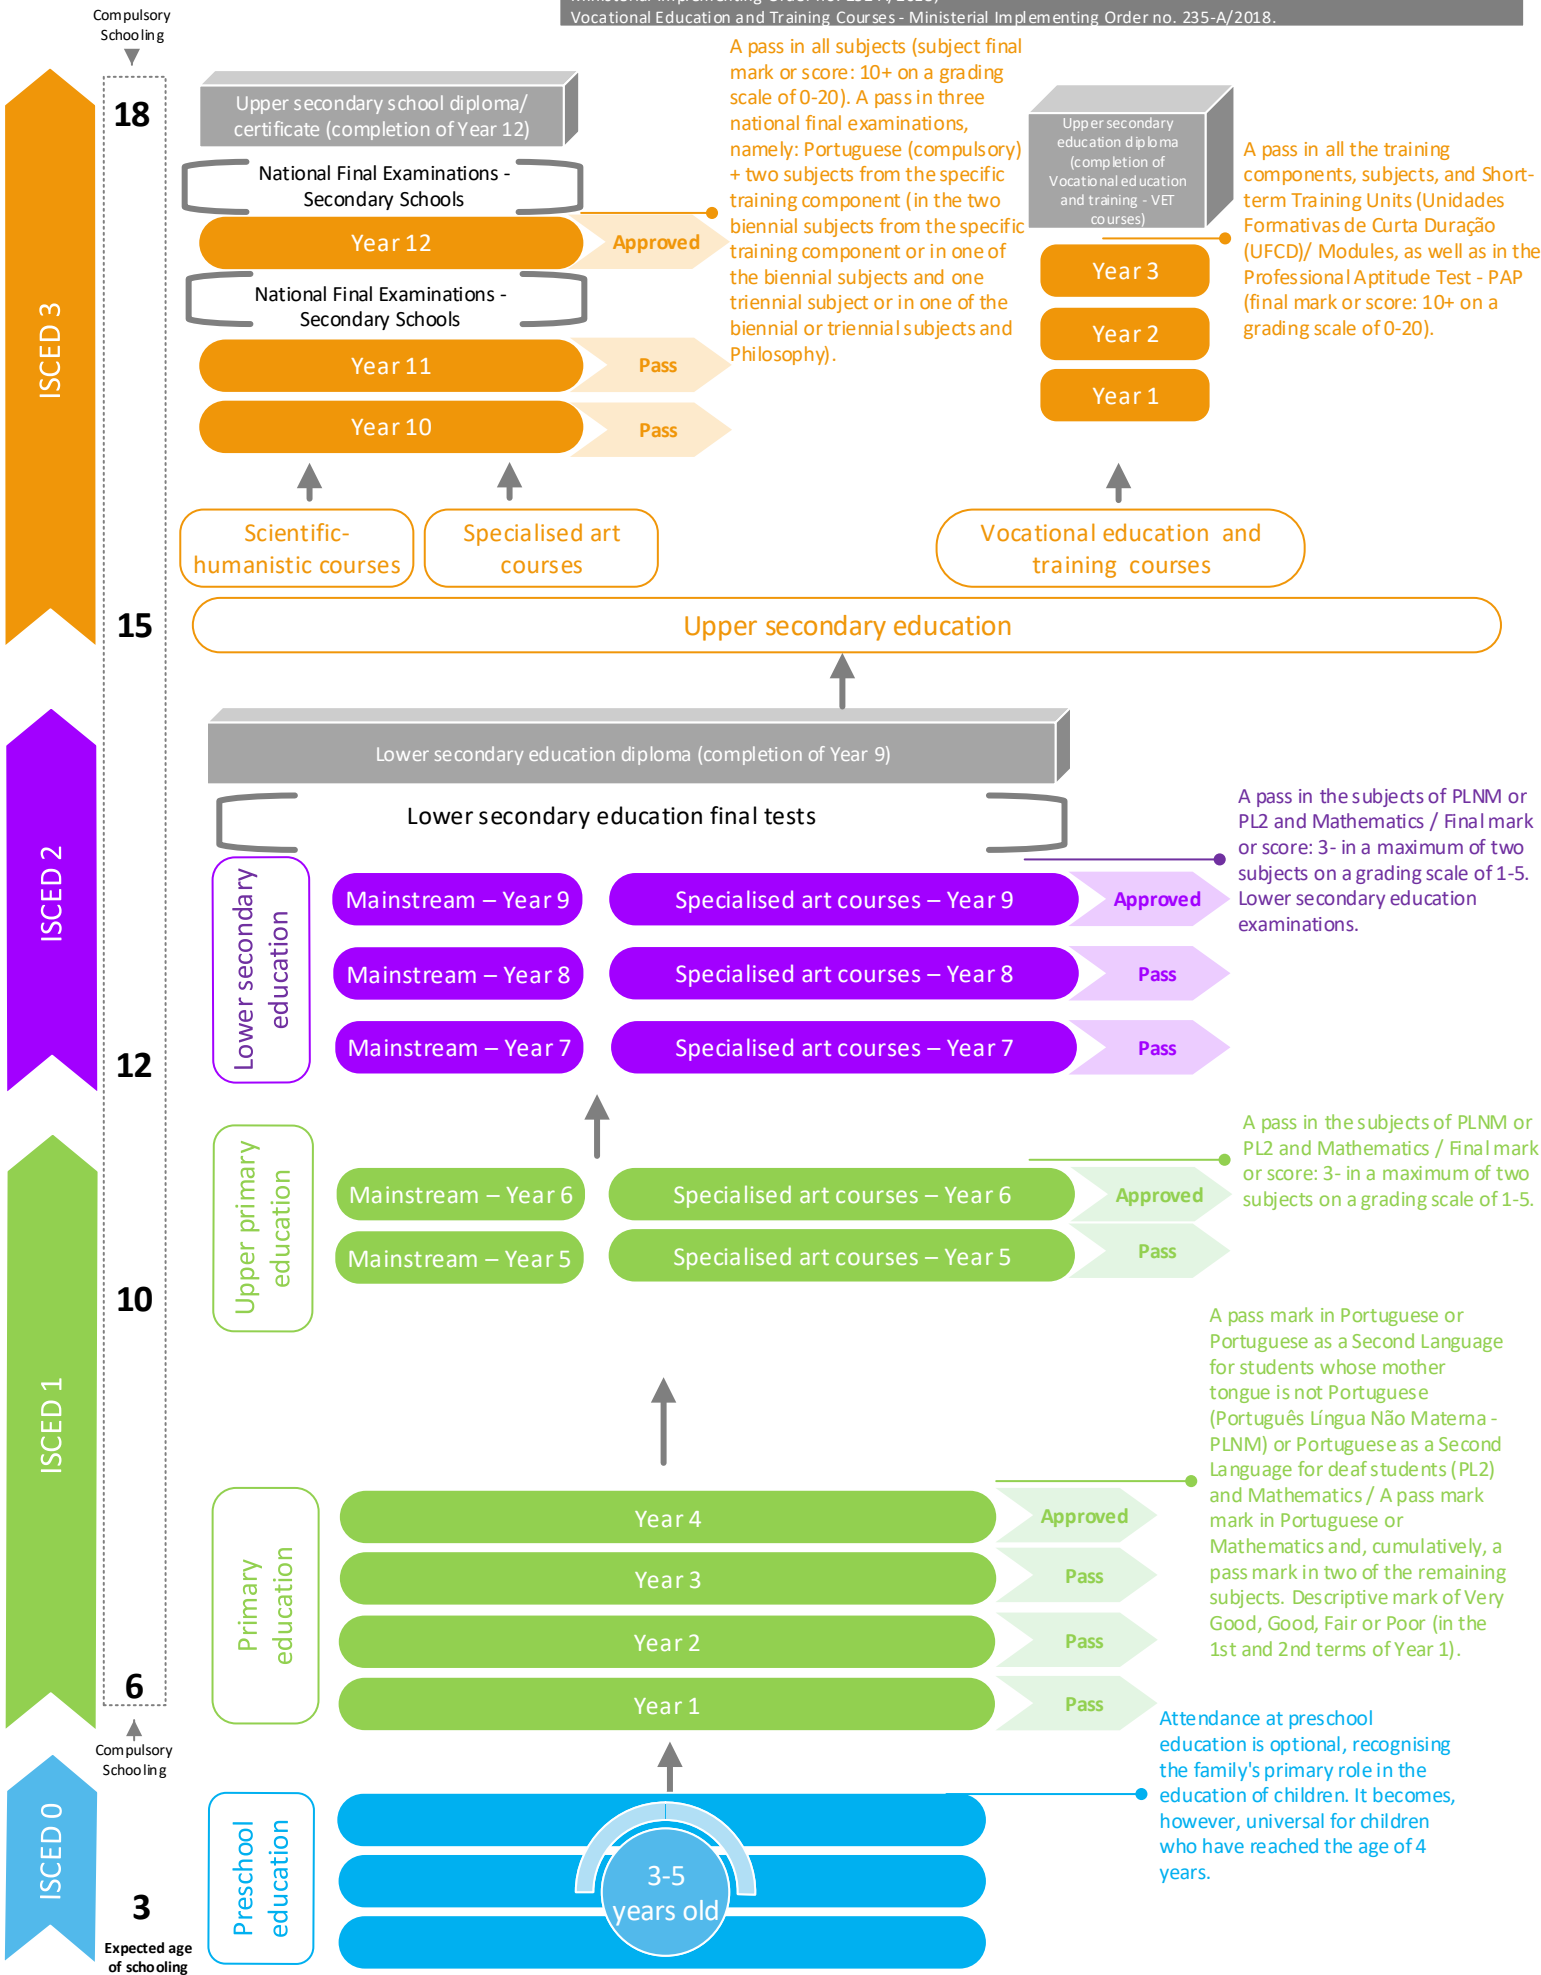 Vocational Education and Training Courses - Ministerial Implementing Order no. 235-A/2018.
Compulsory
Schooling
18
Upper secondary school diploma/
certificate (completion of Year 12)
National Final Examinations -
Secondary Schools
Year 12
Approved
National Final Examinations -
Secondary Schools
Year 11
Pass
Year 10
Pass
A pass in all subjects (subject final
mark or score: 10+ on a grading
scale of 0-20). A pass in three
national final examinations,
namely: Portuguese (compulsory)
+ two subjects from the specific
training component (in the two
biennial subjects from the specific
training component or in one of
the biennial subjects and one
triennial subject or in one of the
biennial or triennial subjects and
Philosophy).
Upper secondary
education diploma
(completion of
Vocational education
and training - VET
courses)
Year 3
Year 2
Year 1
A pass in all the training
components, subjects, and Short-
term Training Units (Unidades
Formativas de Curta Duração
(UFCD)/ Modules, as well as in the
Professional Aptitude Test - PAP
(final mark or score: 10+ on a
grading scale of 0-20).
ISCED 3
Scientific-
humanistic courses
Specialised art
courses
Vocational education and
training courses
15
Upper secondary education
Lower secondary education diploma (completion of Year 9)
Lower secondary education final tests
ISCED 2
Lower secondary
education
Mainstream – Year 9
Specialised art courses – Year 9
Approved
Mainstream – Year 8
Specialised art courses – Year 8
Pass
Mainstream – Year 7
Specialised art courses – Year 7
Pass
A pass in the subjects of PLNM or
PL2 and Mathematics / Final mark
or score: 3- in a maximum of two
subjects on a grading scale of 1-5.
Lower secondary education
examinations.
12
Upper primary
education
Mainstream – Year 6
Specialised art courses – Year 6
Approved
Mainstream – Year 5
Specialised art courses – Year 5
Pass
A pass in the subjects of PLNM or
PL2 and Mathematics / Final mark
or score: 3- in a maximum of two
subjects on a grading scale of 1-5.
10
ISCED 1
Primary
education
Year 4
Approved
Year 3
Pass
Year 2
Pass
Year 1
Pass
A pass mark in Portuguese or
Portuguese as a Second Language
for students whose mother
tongue is not Portuguese
(Português Língua Não Materna -
PLNM) or Portuguese as a Second
Language for deaf students (PL2)
and Mathematics / A pass mark
mark in Portuguese or
Mathematics and, cumulatively, a
pass mark in two of the remaining
subjects. Descriptive mark of Very
Good, Good, Fair or Poor (in the
1st and 2nd terms of Year 1).
6
Compulsory
Schooling
ISCED 0
Preschool
education
3-5
years old
Attendance at preschool
education is optional, recognising
the family's primary role in the
education of children. It becomes,
however, universal for children
who have reached the age of 4
years.
3
Expected age
of schooling